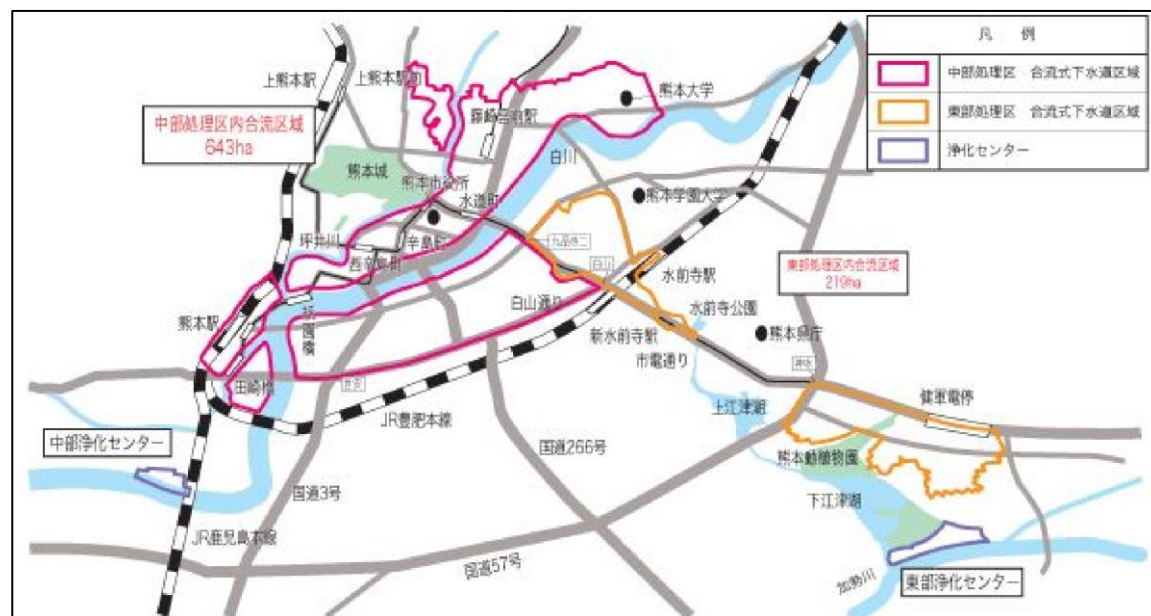 凡 例
中部処理区 合流式下水道区域
東部処理区 合流式下水道区域
浄化センター
上熊本駅
上熊本駅前
藤崎宮前駅
熊本大学
中部処理区内合流区域
643ha
熊本城
熊本市役所
水道町
白川
熊本学園大学
坪井川
辛島町
西辛島町
九品寺二
白山
水前寺駅
東部処理区内合流区域
219ha
熊本駅
祇園橋
白山通り
水前寺公園
新水前寺駅
熊本県庁
市電通り
田崎橋
JR豊肥本線
上江津湖
健軍電停
中部浄化センター
国道3号
国道266号
熊本動植物園
下江津湖
JR鹿児島本線
国道57号
加勢川
東部浄化センター